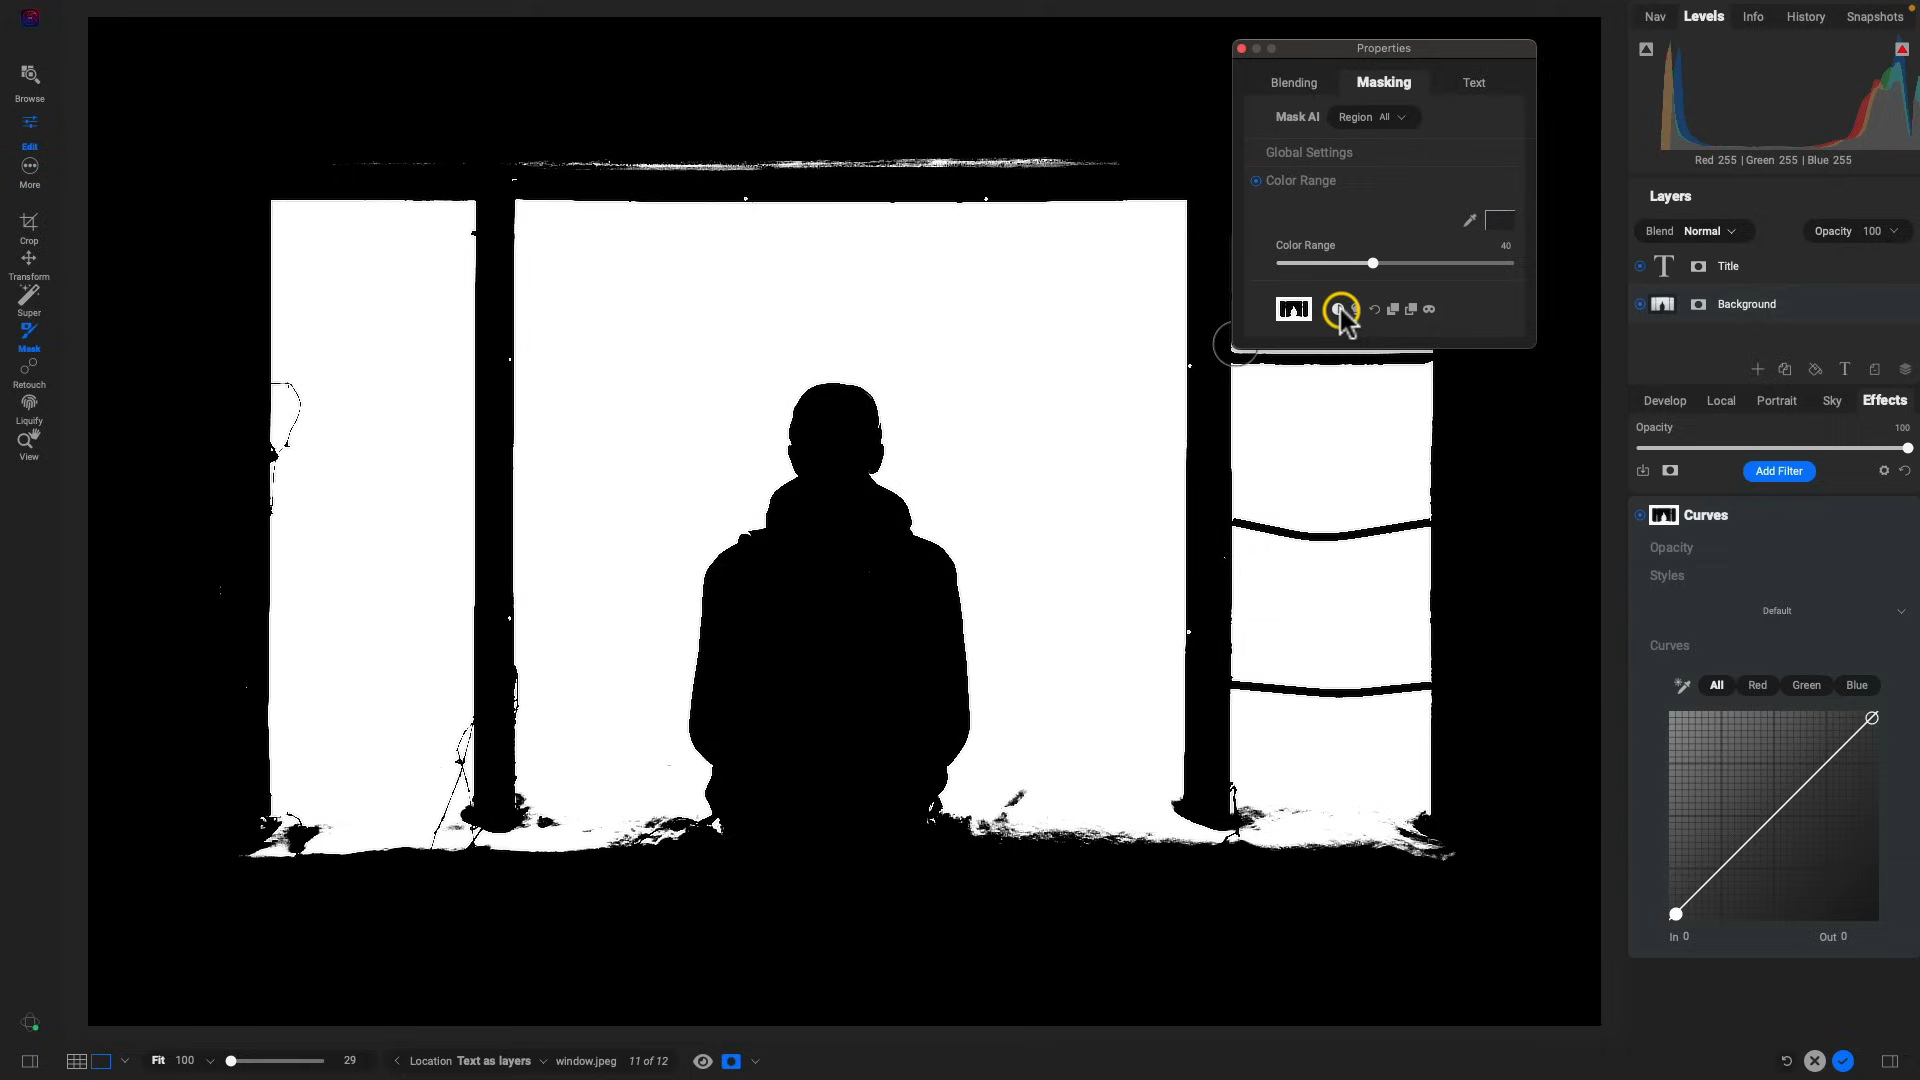 Nav Levels Info History Snapshots
Properties
Browse
Blending Masking Text
Mask AI Region All
Edit
Global Settings
Red 255 | Green 255 | Blue 255
Color Range
More
Layers
Blend Normal Opacity 100
Crop
Color Range 40
Title
Transform
Background
Super
Mask
Retouch
Develop Local Portrait Sky Effects
Liquify
Opacity 100
View
Add Filter
Curves
Opacity
Styles
Default
Curves
All Red Green Blue
In 0 Out 0
Fit 100 29 Location Text as layers window.jpeg 11 of 12